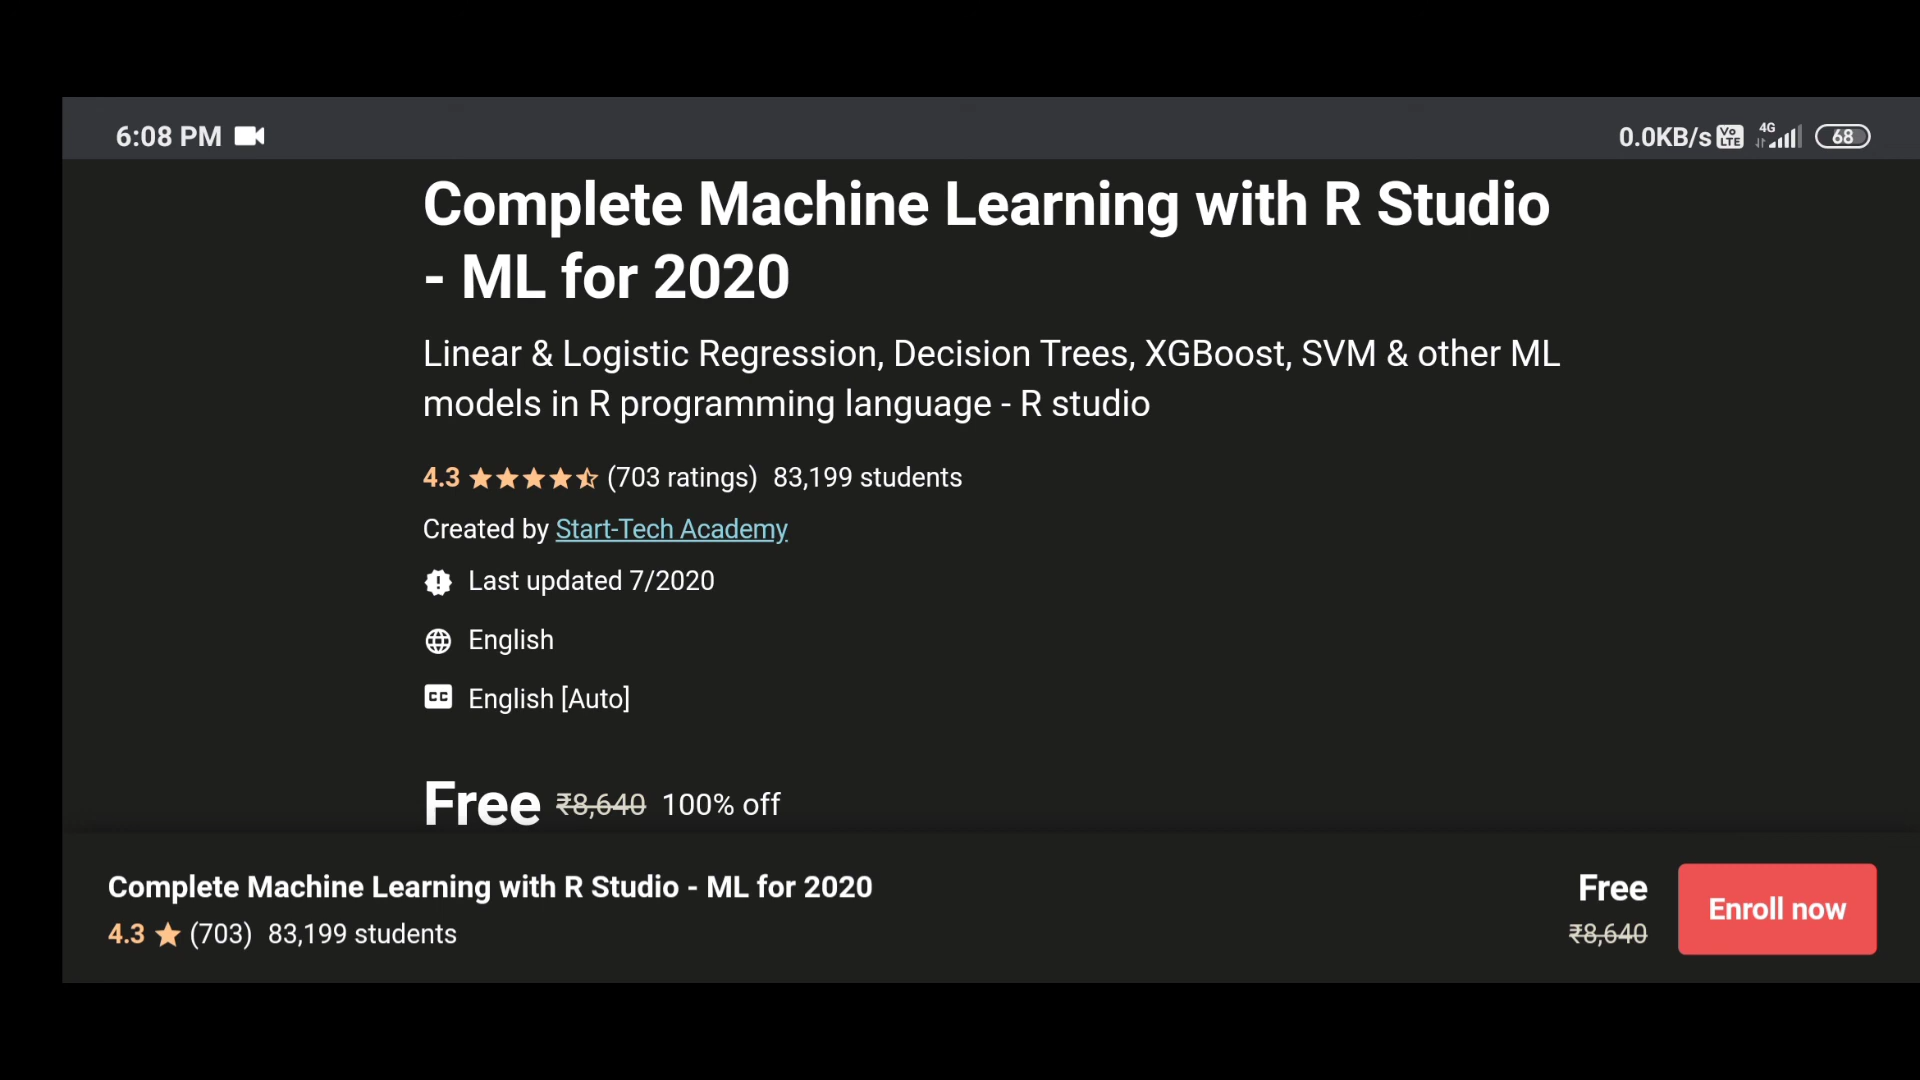 6:08 PM
0.0KB/s Vo LTE 4G 68
Complete Machine Learning with R Studio
- ML for 2020
Linear & Logistic Regression, Decision Trees, XGBoost, SVM & other ML
models in R programming language - R studio
4.3 (703 ratings) 83,199 students
Created by Start-Tech Academy
Last updated 7/2020
English
CC English [Auto]
Free ₹8,640 100% off
Complete Machine Learning with R Studio - ML for 2020
4.3 (703) 83,199 students
Free
₹8,640
Enroll now